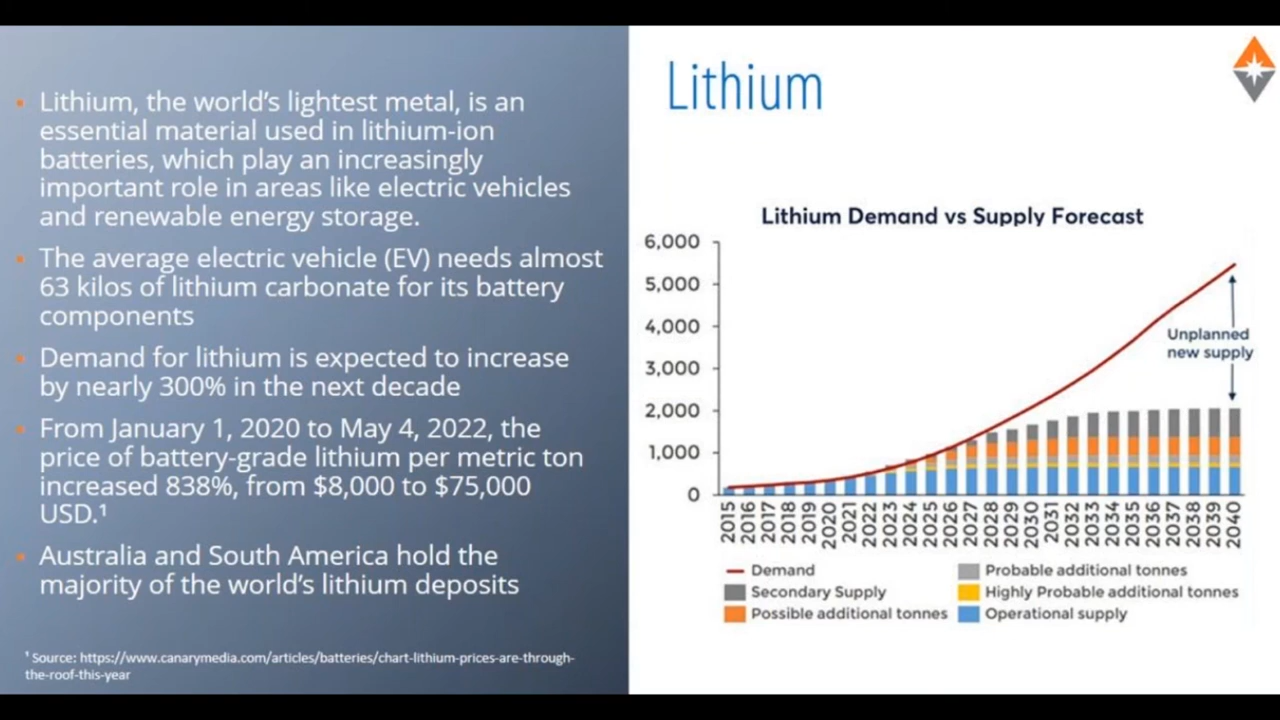 Lithium, the world’s lightest metal, is an
essential material used in lithium-ion
batteries, which play an increasingly
important role in areas like electric vehicles
and renewable energy storage.
The average electric vehicle (EV) needs almost
63 kilos of lithium carbonate for its battery
components
Demand for lithium is expected to increase
by nearly 300% in the next decade
From January 1, 2020 to May 4, 2022, the
price of battery-grade lithium per metric ton
increased 838%, from $8,000 to $75,000
USD.¹
Australia and South America hold the
majority of the world’s lithium deposits
¹ Source: https://www.canarymedia.com/articles/batteries/chart-lithium-prices-are-through-
the-roof-this-year
Lithium
Lithium Demand vs Supply Forecast
6,000
5,000
4,000
3,000
2,000
1,000
0
Unplanned
new supply
2015 2016 2017 2018 2019 2020 2021 2022 2023 2024 2025 2026 2027 2028 2029 2030 2031 2032 2033 2034 2035 2036 2037 2038 2039 2040
Demand
Secondary Supply
Possible additional tonnes
Probable additional tonnes
Highly Probable additional tonnes
Operational supply